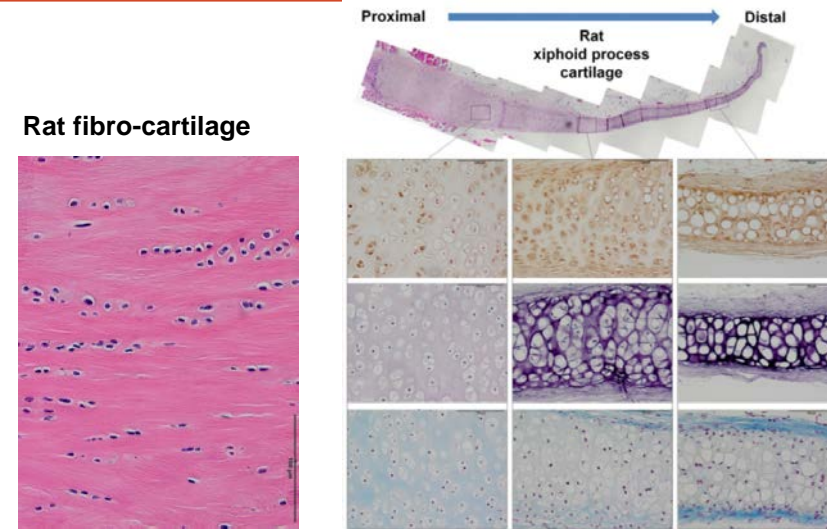 Proximal
Distal
Rat
xiphoid process
cartilage
Rat fibro-cartilage